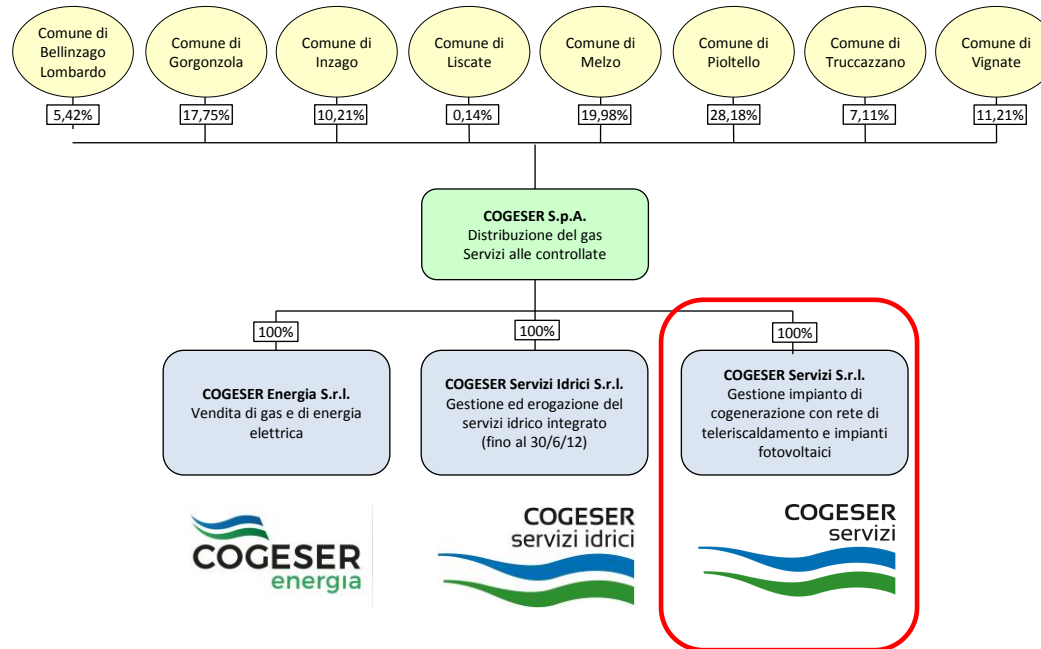 Comune di
Bellinzago
Lombardo
Comune di
Gorgonzola
Comune di
Inzago
Comune di
Liscate
Comune di
Melzo
Comune di
Pioltello
Comune di
Truccazzano
Comune di
Vignate
5,42%
17,75%
10,21%
0,14%
19,98%
28,18%
7,11%
11,21%
COGESER S.p.A.
Distribuzione del gas
Servizi alle controllate
100%
100%
100%
COGESER Energia S.r.l.
Vendita di gas e di energia
elettrica
COGESER Servizi Idrici S.r.l.
Gestione ed erogazione del
servizi idrico integrato
(fino al 30/6/12)
COGESER Servizi S.r.l.
Gestione impianto di
cogenerazione con rete di
teleriscaldamento e impianti
fotovoltaici
COGESER
energia
COGESER
servizi idrici
COGESER
servizi